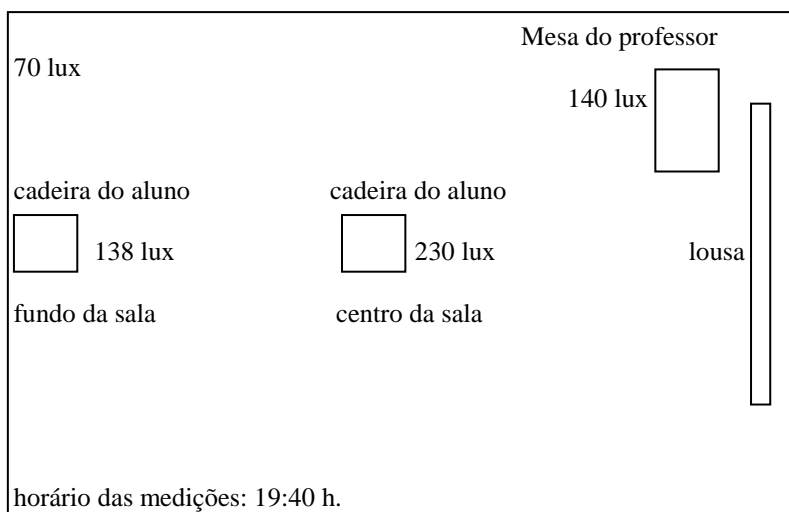 Mesa do professor
70 lux
140 lux
cadeira do aluno
cadeira do aluno
138 lux
230 lux
lousa
fundo da sala
centro da sala
horário das medições: 19:40 h.